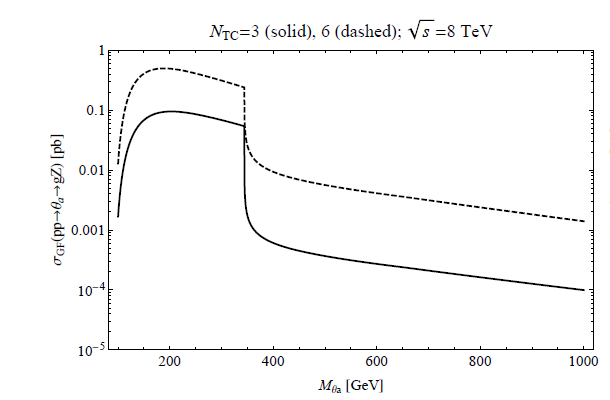 N_TC=3 (solid), 6 (dashed); √s =8 TeV
σ_GF(pp→θ_a→gZ) [pb]
1
0.1
0.01
0.001
10^-4
10^-5
200 400 600 800 1000
M_θa [GeV]